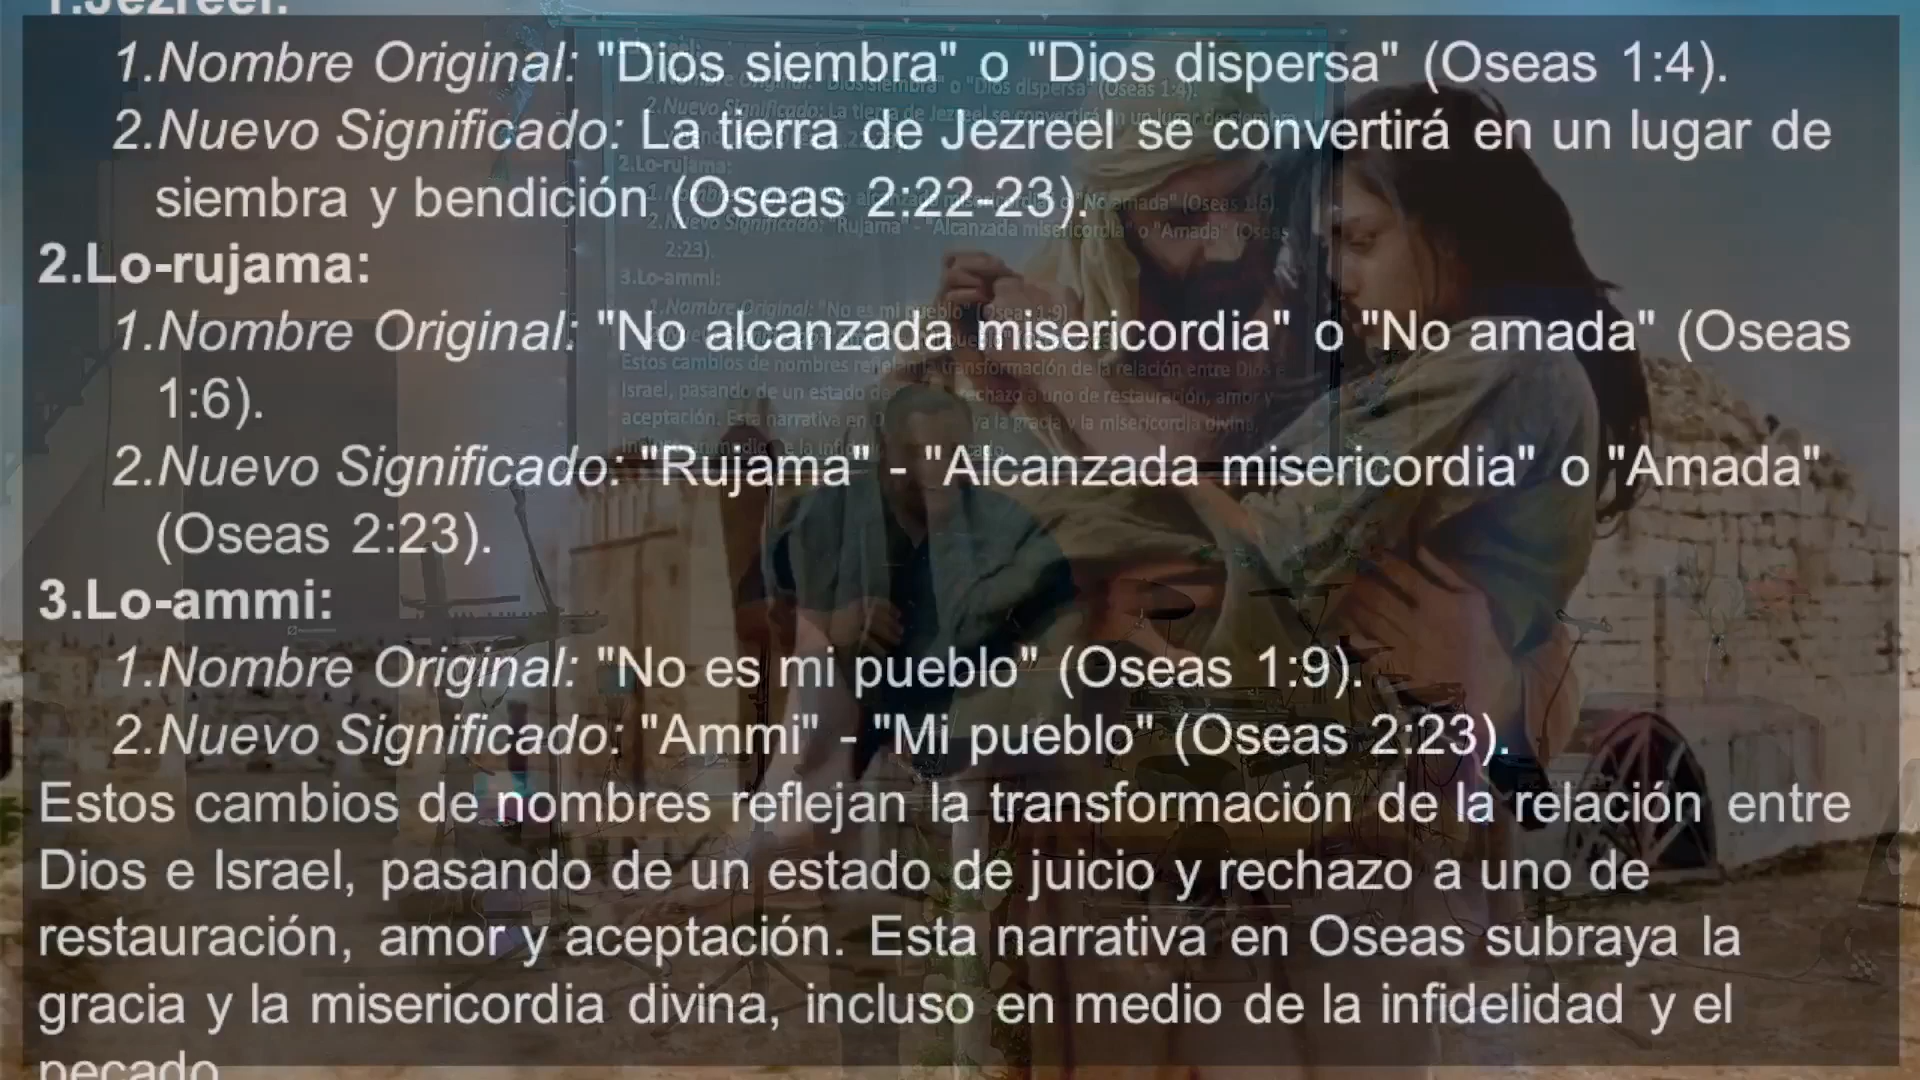 1.Jezreel:
1.Nombre Original: "Dios siembra" o "Dios dispersa" (Oseas 1:4).
2.Nuevo Significado: La tierra de Jezreel se convertirá en un lugar de
siembra y bendición (Oseas 2:22-23).
2.Lo-rujama:
1.Nombre Original: "No alcanzada misericordia" o "No amada" (Oseas
1:6).
2.Nuevo Significado: "Rujama" - "Alcanzada misericordia" o "Amada"
(Oseas 2:23).
3.Lo-ammi:
1.Nombre Original: "No es mi pueblo" (Oseas 1:9).
2.Nuevo Significado: "Ammi" - "Mi pueblo" (Oseas 2:23).
Estos cambios de nombres reflejan la transformación de la relación entre
Dios e Israel, pasando de un estado de juicio y rechazo a uno de
restauración, amor y aceptación. Esta narrativa en Oseas subraya la
gracia y la misericordia divina, incluso en medio de la infidelidad y el
pecado